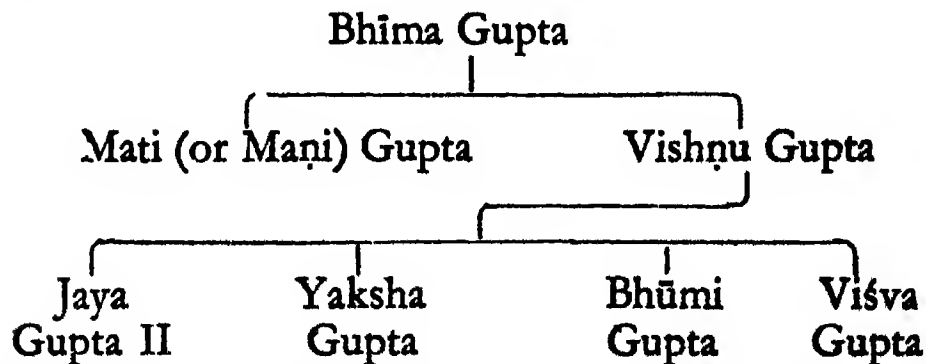 Bhīma Gupta
Mati (or Maṇi) Gupta Vishṇu Gupta
Jaya Yaksha Bhūmi Viśva
Gupta II Gupta Gupta Gupta